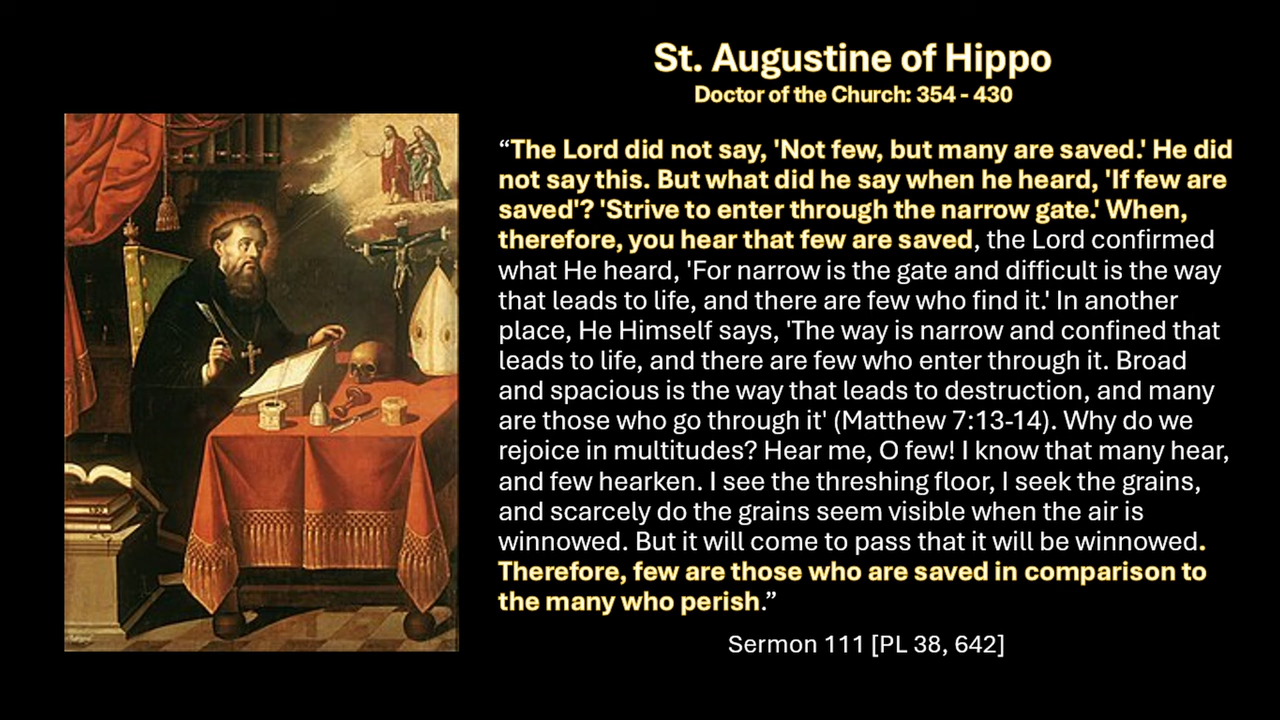 St. Augustine of Hippo
Doctor of the Church: 354 - 430
“The Lord did not say, 'Not few, but many are saved.' He did
not say this. But what did he say when he heard, 'If few are
saved'? 'Strive to enter through the narrow gate.' When,
therefore, you hear that few are saved, the Lord confirmed
what He heard, 'For narrow is the gate and difficult is the way
that leads to life, and there are few who find it.' In another
place, He Himself says, 'The way is narrow and confined that
leads to life, and there are few who enter through it. Broad
and spacious is the way that leads to destruction, and many
are those who go through it' (Matthew 7:13-14). Why do we
rejoice in multitudes? Hear me, O few! I know that many hear,
and few hearken. I see the threshing floor, I seek the grains,
and scarcely do the grains seem visible when the air is
winnowed. But it will come to pass that it will be winnowed.
Therefore, few are those who are saved in comparison to
the many who perish.”
Sermon 111 [PL 38, 642]